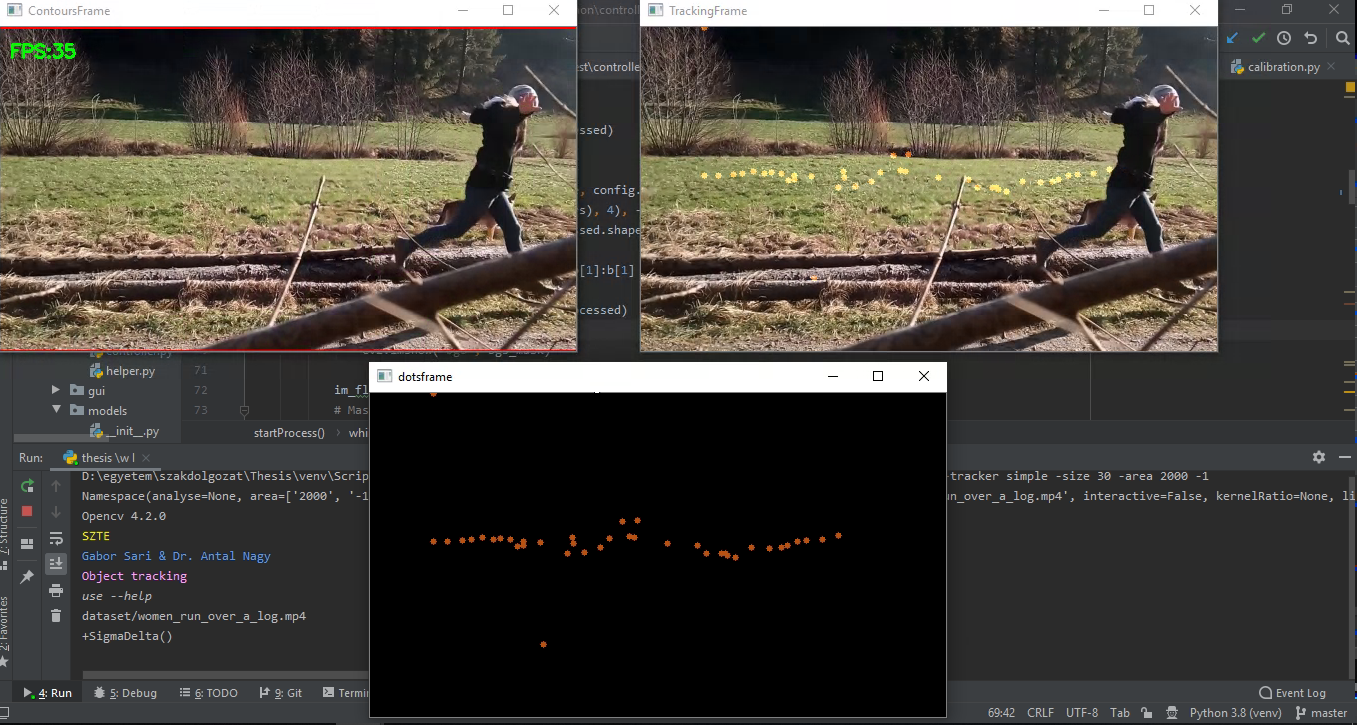 ContoursFrame
on\controll
TrackingFrame
FPS:35
est\controlle
calibration.py
ssed)
, config.
s), 4), -
sed.shape
[1]:b[1]
cessed)
controller.py
helper.py
71
gui
72
im_fl
models
73
# Mas
__init__.py
startProcess()
whi
dotsframe
Run:
thesis \w l
D:\egyetem\szakdolgozat\Thesis\venv\Scrip
-tracker simple -size 30 -area 2000 -1
Namespace(analyse=None, area=['2000', '-1
un_over_a_log.mp4', interactive=False, kernelRatio=None, li
Opencv 4.2.0
SZTE
Gabor Sari & Dr. Antal Nagy
Object tracking
use --help
dataset/women_run_over_a_log.mp4
+SigmaDelta()
7: Structure
2: Favorites
4: Run
5: Debug
6: TODO
9: Git
Termin
Event Log
69:42
CRLF
UTF-8
Tab
Python 3.8 (venv)
master